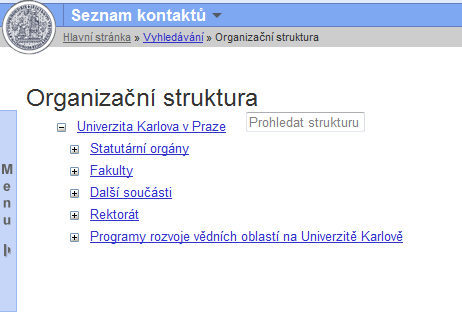 Seznam kontaktů
Hlavní stránka » Vyhledávání » Organizační struktura
Organizační struktura
Univerzita Karlova v Praze
Prohledat strukturu
Statutární orgány
Fakulty
Další součásti
Rektorát
Programy rozvoje vědních oblastí na Univerzitě Karlově
Menu